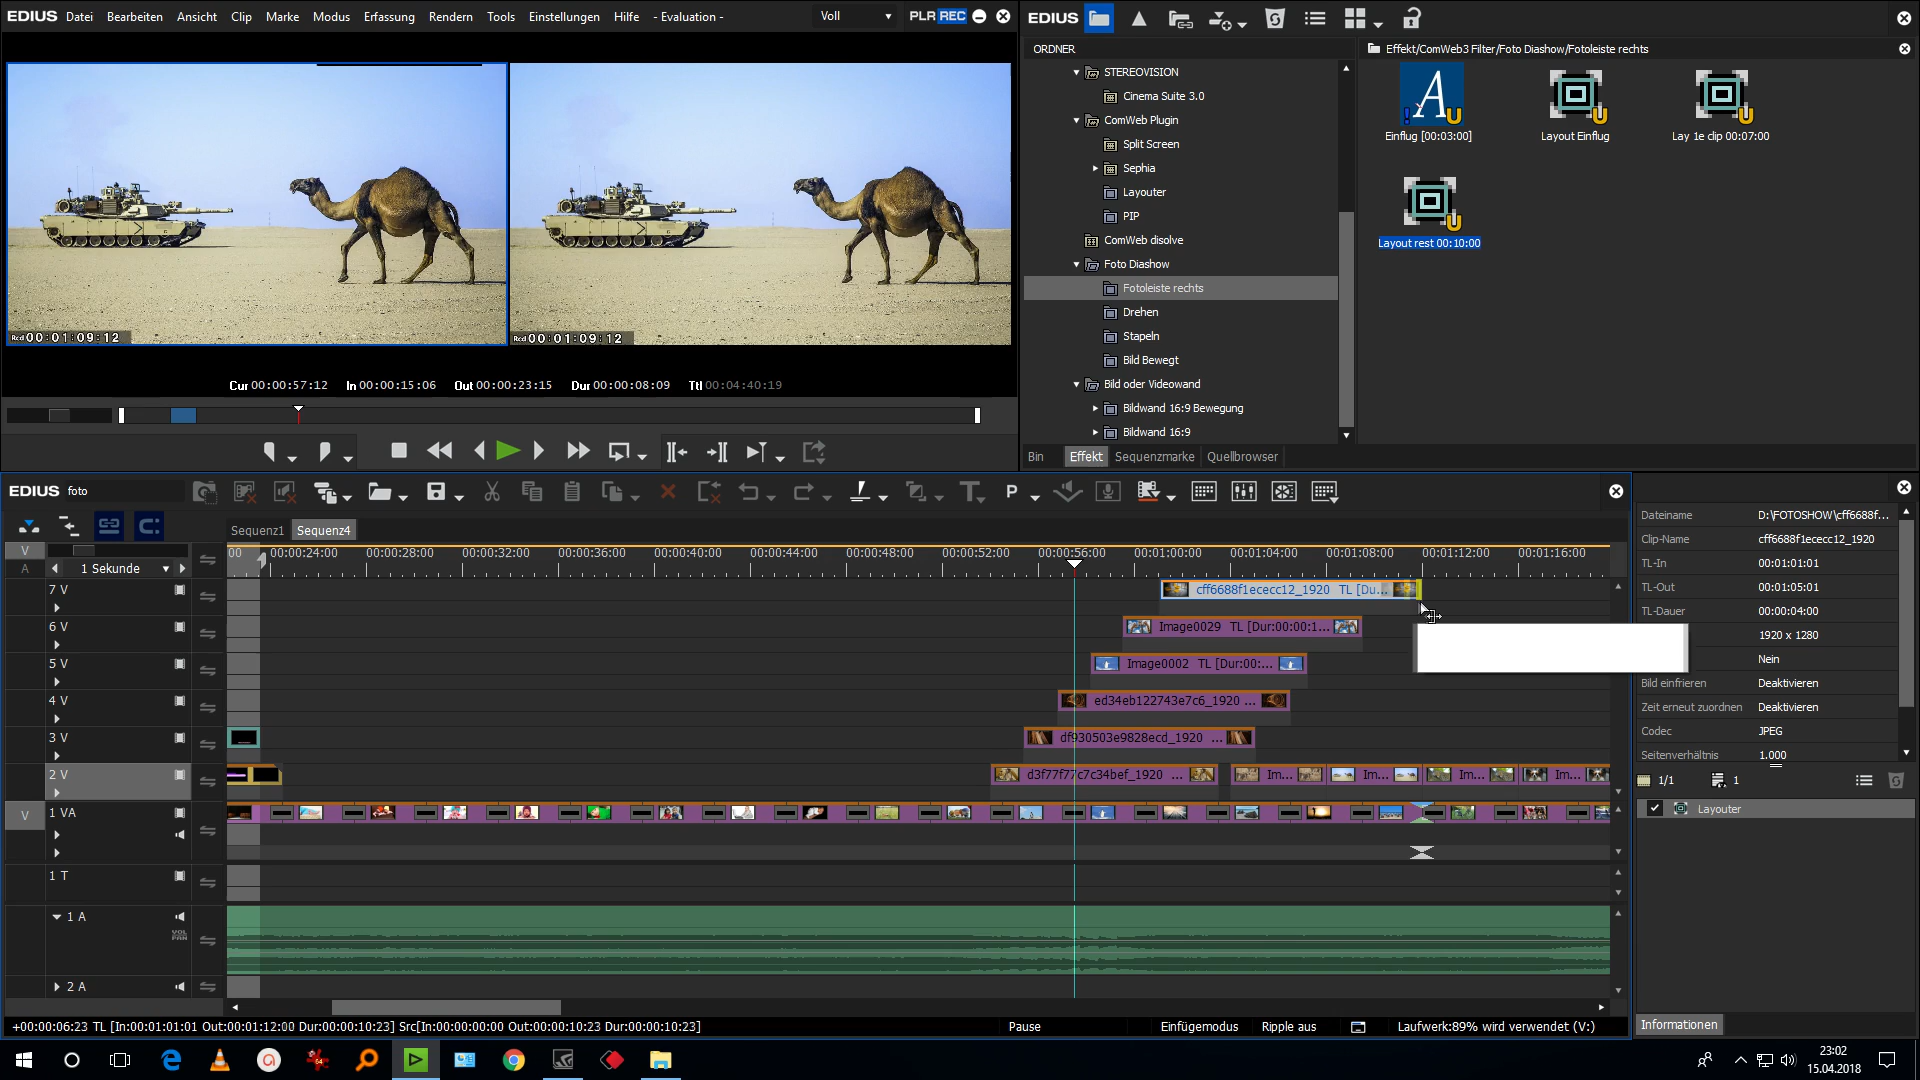 EDIUS Datei Bearbeiten Ansicht Clip Marke Modus Erfassung Rendern Tools Einstellungen Hilfe - Evaluation - Voll PLR REC
Rcd 00:01:09:12
Rcd 00:01:09:12
Cur 00:00:57:12 In 00:00:15:06 Out 00:00:23:15 Dur 00:00:08:09 Ttl 00:04:40:19
EDIUS
ORDNER
STEREOVISION
Cinema Suite 3.0
ComWeb Plugin
Split Screen
Sephia
Layouter
PIP
ComWeb disolve
Foto Diashow
Fotoleiste rechts
Drehen
Stapeln
Bild Bewegt
Bild oder Videowand
Bildwand 16:9 Bewegung
Bildwand 16:9
Effekt/ComWeb3 Filter/Foto Diashow/Fotoleiste rechts
Einflug [00:03:00]
Layout Einflug
Lay 1e clip 00:07:00
Layout rest 00:10:00
Bin Effekt Sequenzmarke Quellbrowser
EDIUS foto
Sequenz1 Sequenz4
00 00:00:24:00 00:00:28:00 00:00:32:00 00:00:36:00 00:00:40:00 00:00:44:00 00:00:48:00 00:00:52:00 00:00:56:00 00:01:00:00 00:01:04:00 00:01:08:00 00:01:12:00 00:01:16:00
V
A
1 Sekunde
7 V
cff6688f1ececc12_1920 TL [Du...
6 V
Image0029 TL [Dur:00:00:1...
5 V
Image0002 TL [Dur:00:...
4 V
ed34eb122743e7c6_1920 ...
3 V
df930503e9828ecd_1920 ...
2 V
d3f77f77c7c34bef_1920 ... Im... Im... Im... Im...
V
1 VA
1 T
1 A
VOL
PAN
2 A
Dateiname D:\FOTOSHOW\cff6688f...
Clip-Name cff6688f1ececc12_1920
TL-In 00:01:01:01
TL-Out 00:01:05:01
TL-Dauer 00:00:04:00
1920 x 1280
Nein
Bild einfrieren Deaktivieren
Zeit erneut zuordnen Deaktivieren
Codec JPEG
Seitenverhältnis 1.000
1/1 1
Layouter
Informationen
+00:00:06:23 TL [In:00:01:01:01 Out:00:01:12:00 Dur:00:00:10:23] Src[In:00:00:00:00 Out:00:00:10:23 Dur:00:00:10:23]
Pause Einfügemodus Ripple aus Laufwerk:89% wird verwendet (V:)
23:02
15.04.2018